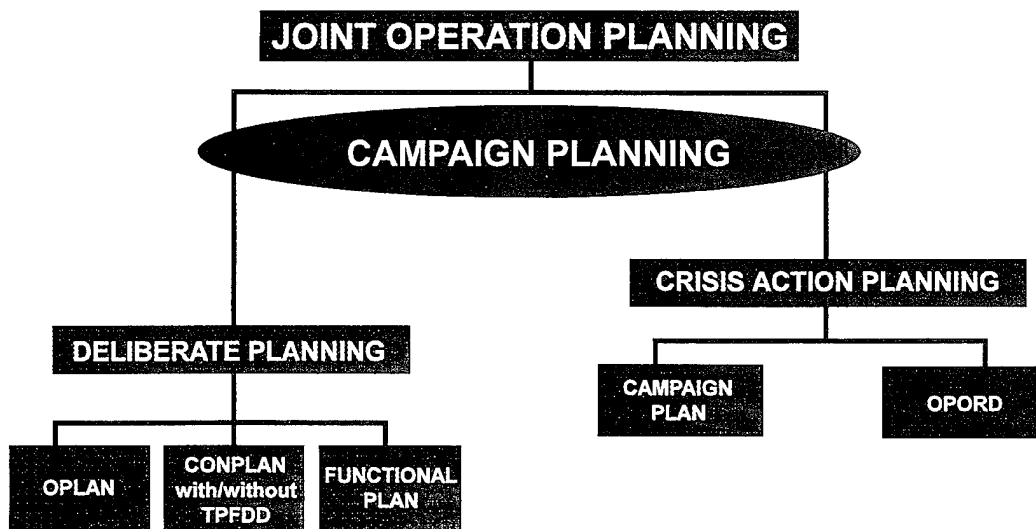 JOINT OPERATION PLANNING
CAMPAIGN PLANNING
CRISIS ACTION PLANNING
DELIBERATE PLANNING
CAMPAIGN
PLAN
OPORD
OPLAN
CONPLAN
with/without
TPFDD
FUNCTIONAL
PLAN